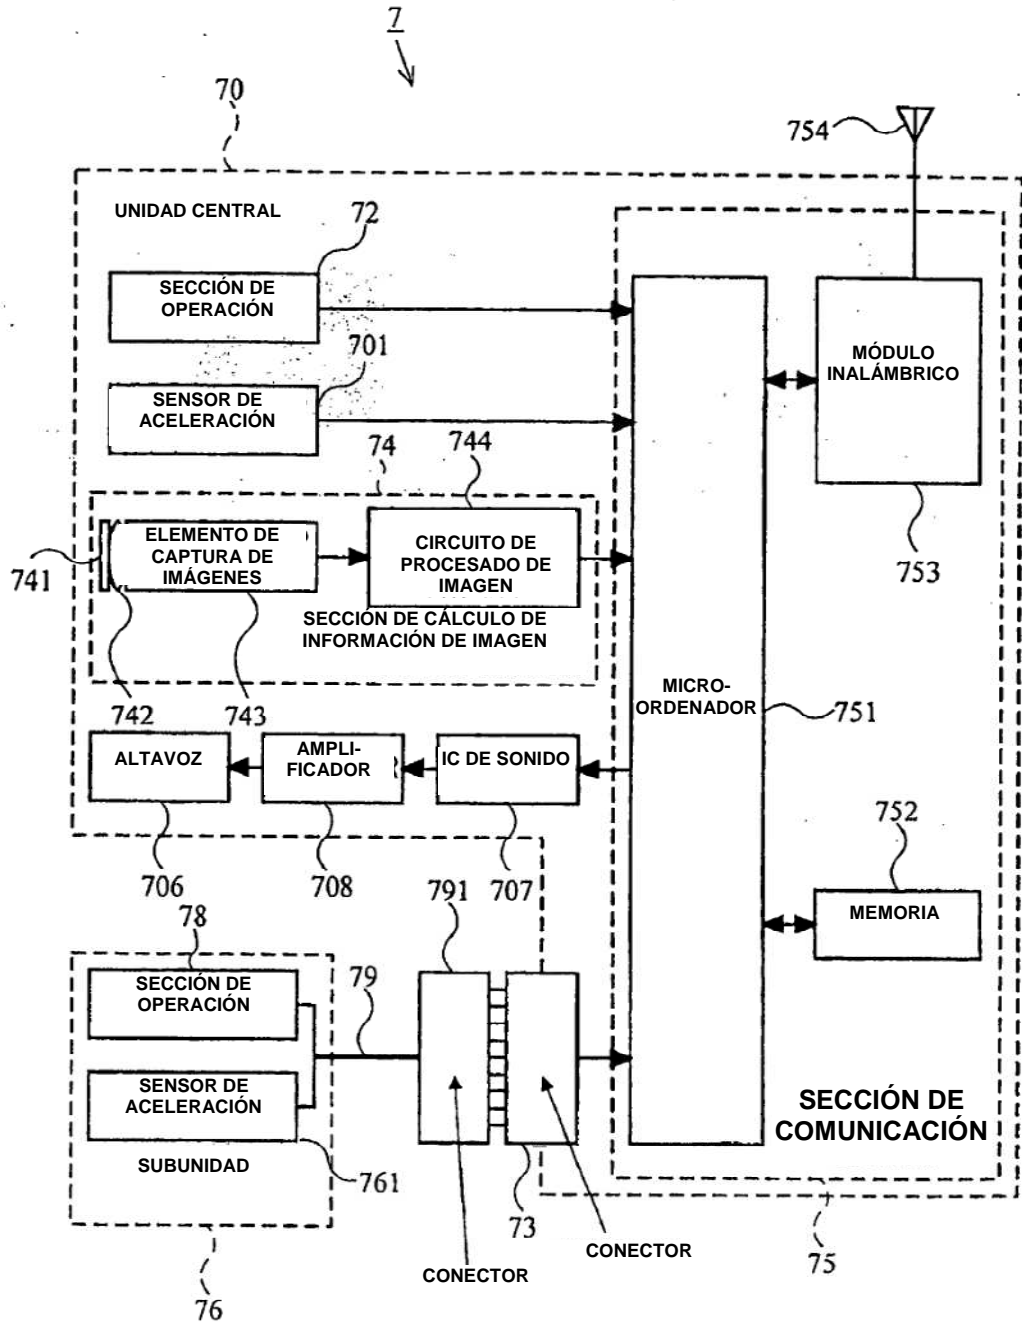 7
70
754
UNIDAD CENTRAL
72
SECCIÓN DE
OPERACIÓN
701
SENSOR DE
ACELERACIÓN
MÓDULO
INALÁMBRICO
753
74
744
741
ELEMENTO DE
CAPTURA DE
IMÁGENES
CIRCUITO DE
PROCESADO DE
IMAGEN
SECCIÓN DE CÁLCULO DE
INFORMACIÓN DE IMAGEN
742
743
MICRO-
ORDENADOR
751
ALTAVOZ
AMPLI-
FICADOR
IC DE SONIDO
706
708
707
752
MEMORIA
78
SECCIÓN DE
OPERACIÓN
79
791
SENSOR DE
ACELERACIÓN
SUBUNIDAD
761
73
SECCIÓN DE
COMUNICACIÓN
75
76
CONECTOR
CONECTOR